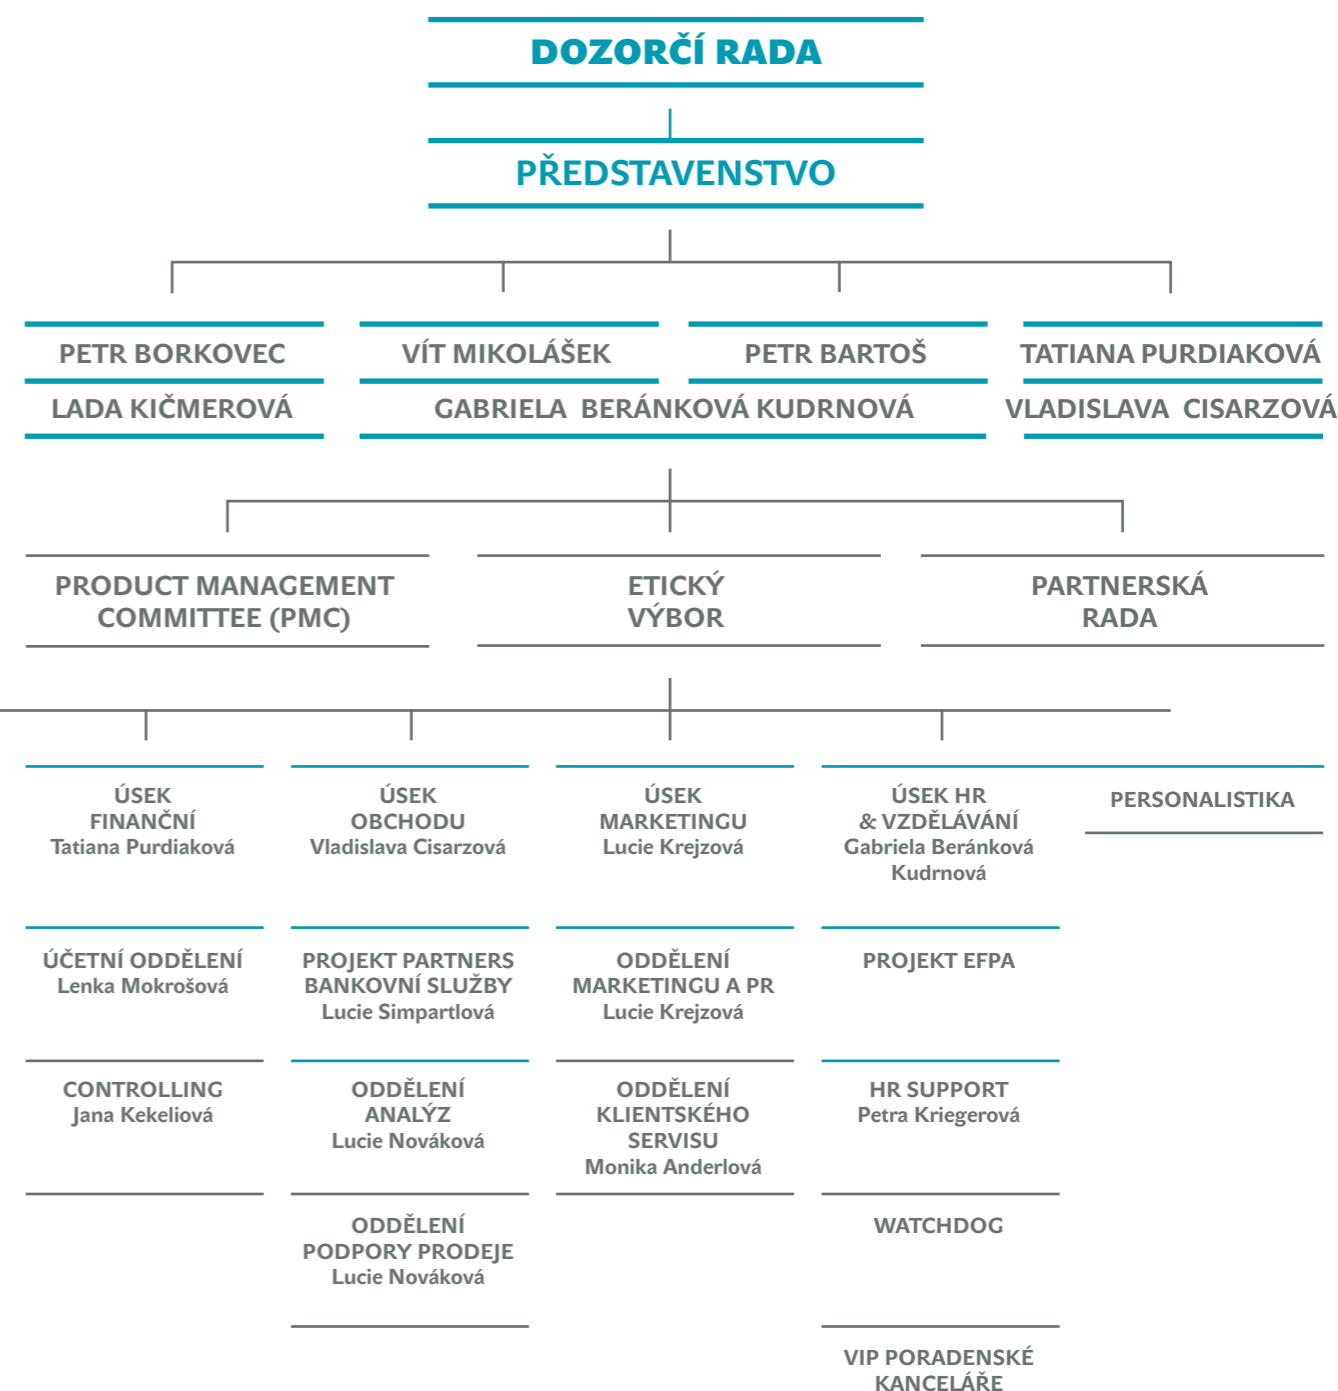 DOZORČÍ RADA
PŘEDSTAVENSTVO
PETR BORKOVEC
VÍT MIKOLÁŠEK
PETR BARTOŠ
TATIANA PURDIAKOVÁ
LADA KIČMEROVÁ
GABRIELA BERÁNKOVÁ KUDRNOVÁ
VLADISLAVA CISARZOVÁ
PRODUCT MANAGEMENT
COMMITTEE (PMC)
ETICKÝ
VÝBOR
PARTNERSKÁ
RADA
ÚSEK
FINANČNÍ
Tatiana Purdiaková
ÚSEK
OBCHODU
Vladislava Cisarzová
ÚSEK
MARKETINGU
Lucie Krejzová
ÚSEK HR
& VZDĚLÁVÁNÍ
Gabriela Beránková
Kudrnová
PERSONALISTIKA
ÚČETNÍ ODDĚLENÍ
Lenka Mokrošová
PROJEKT PARTNERS
BANKOVNÍ SLUŽBY
Lucie Simpartlová
ODDĚLENÍ
MARKETINGU A PR
Lucie Krejzová
PROJEKT EFPA
CONTROLLING
Jana Kekeliová
ODDĚLENÍ
ANALÝZ
Lucie Nováková
ODDĚLENÍ
KLIENTSKÉHO
SERVISU
Monika Anderlová
HR SUPPORT
Petra Kriegerová
ODDĚLENÍ
PODPORY PRODEJE
Lucie Nováková
WATCHDOG
VIP PORADENSKÉ
KANCELÁŘE